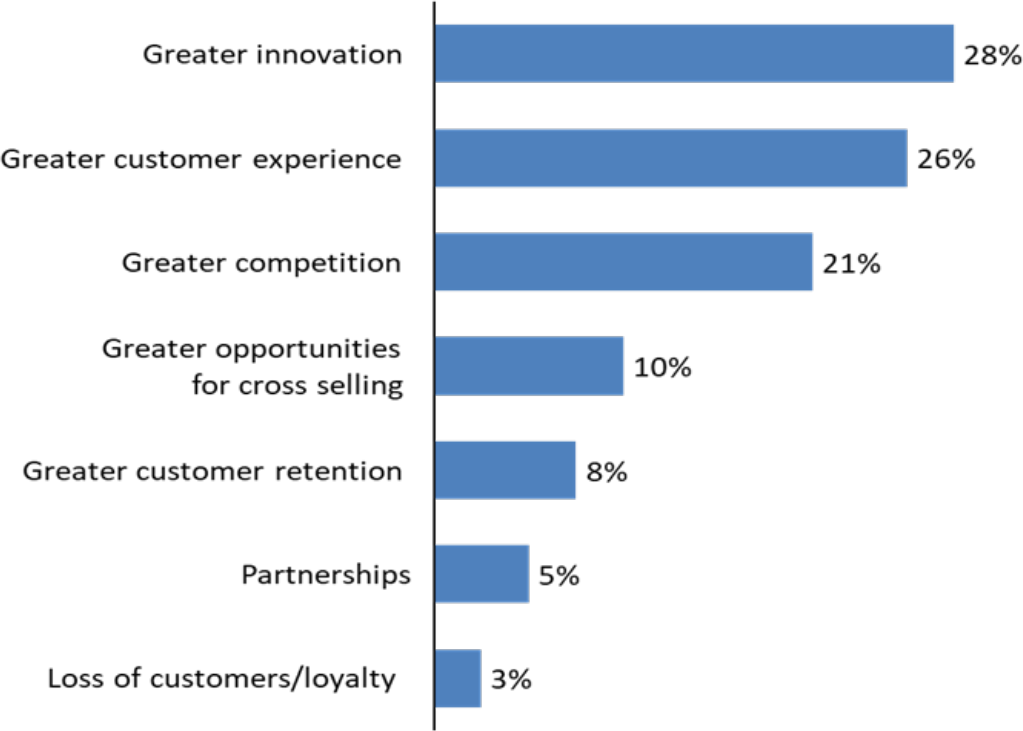 Greater innovation 28%
Greater customer experience 26%
Greater competition 21%
Greater opportunities
for cross selling 10%
Greater customer retention 8%
Partnerships 5%
Loss of customers/loyalty 3%